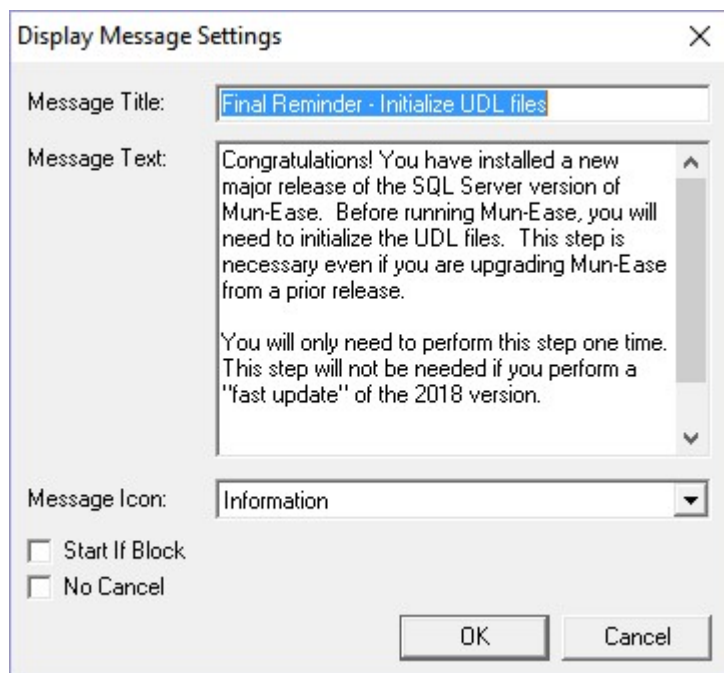 Display Message Settings
Message Title: Final Reminder - Initialize UDL files
Message Text: Congratulations! You have installed a new
major release of the SQL Server version of
Mun-Ease.  Before running Mun-Ease, you will
need to initialize the UDL files.  This step is
necessary even if you are upgrading Mun-Ease
from a prior release.
You will only need to perform this step one time.
This step will not be needed if you perform a
"fast update" of the 2018 version.
Message Icon: Information
Start If Block
No Cancel
OK Cancel